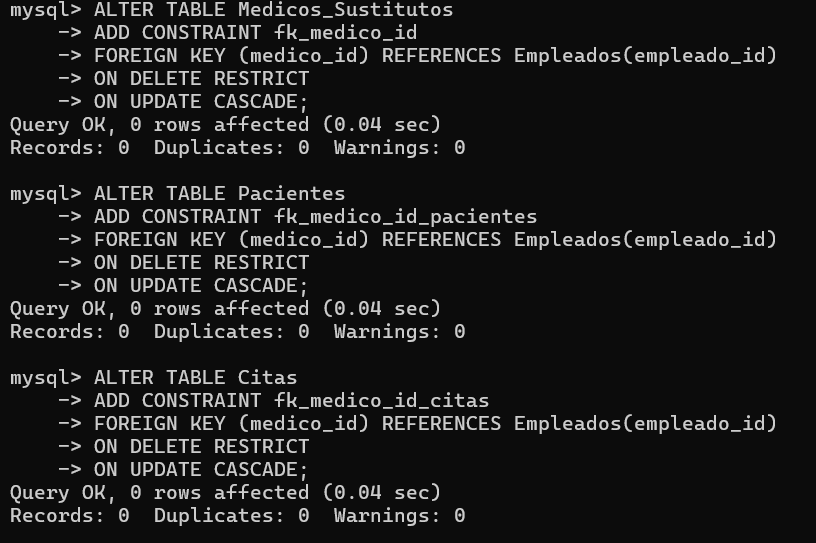 mysql> ALTER TABLE Medicos_Sustitutos
    -> ADD CONSTRAINT fk_medico_id
    -> FOREIGN KEY (medico_id) REFERENCES Empleados(empleado_id)
    -> ON DELETE RESTRICT
    -> ON UPDATE CASCADE;
Query OK, 0 rows affected (0.04 sec)
Records: 0  Duplicates: 0  Warnings: 0

mysql> ALTER TABLE Pacientes
    -> ADD CONSTRAINT fk_medico_id_pacientes
    -> FOREIGN KEY (medico_id) REFERENCES Empleados(empleado_id)
    -> ON DELETE RESTRICT
    -> ON UPDATE CASCADE;
Query OK, 0 rows affected (0.04 sec)
Records: 0  Duplicates: 0  Warnings: 0

mysql> ALTER TABLE Citas
    -> ADD CONSTRAINT fk_medico_id_citas
    -> FOREIGN KEY (medico_id) REFERENCES Empleados(empleado_id)
    -> ON DELETE RESTRICT
    -> ON UPDATE CASCADE;
Query OK, 0 rows affected (0.04 sec)
Records: 0  Duplicates: 0  Warnings: 0